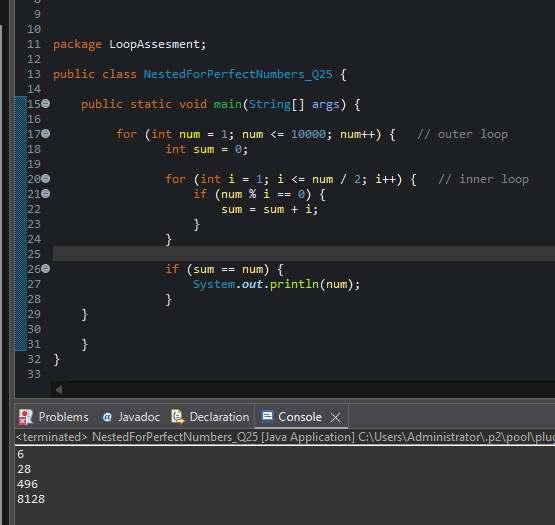 8
9
10
11 package LoopAssesment;
12
13 public class NestedForPerfectNumbers_Q25 {
14
15 public static void main(String[] args) {
16
17 for (int num = 1; num <= 10000; num++) { // outer loop
18 int sum = 0;
19
20 for (int i = 1; i <= num / 2; i++) { // inner loop
21 if (num % i == 0) {
22 sum = sum + i;
23 }
24 }
25
26 if (sum == num) {
27 System.out.println(num);
28 }
29 }
30
31 }
32 }
33
Problems @ Javadoc Declaration Console
<terminated> NestedForPerfectNumbers_Q25 [Java Application] C:\Users\Administrator\.p2\pool\plu
6
28
496
8128